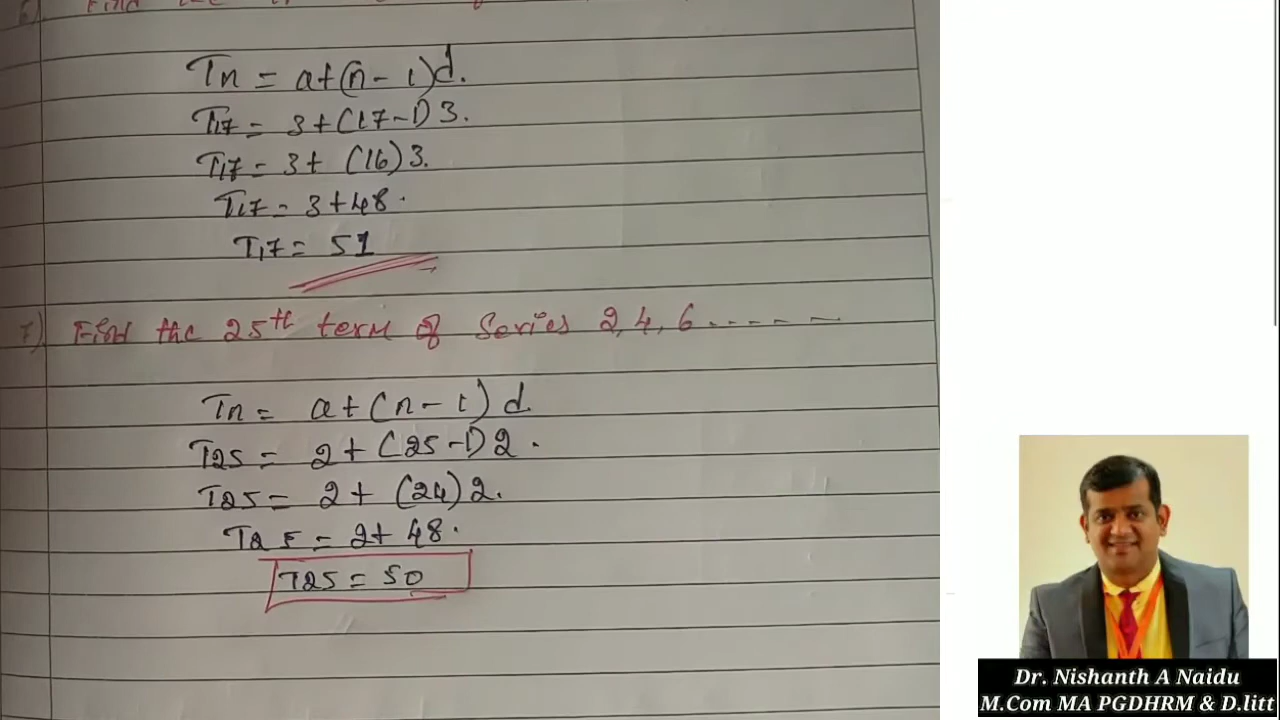 Tn = a+(n-1)d.
T17 = 3+(17-1)3.
T17 = 3+ (16)3.
T17 = 3+48.
T17 = 51
7) Find the 25th term of Series 2, 4, 6 - - - - -
Tn = a+(n-1) d.
T25 = 2+(25-1)2.
T25 = 2+ (24)2.
T25 = 2+ 48.
T25 = 50
Dr. Nishanth A Naidu
M.Com MA PGDHRM & D.litt